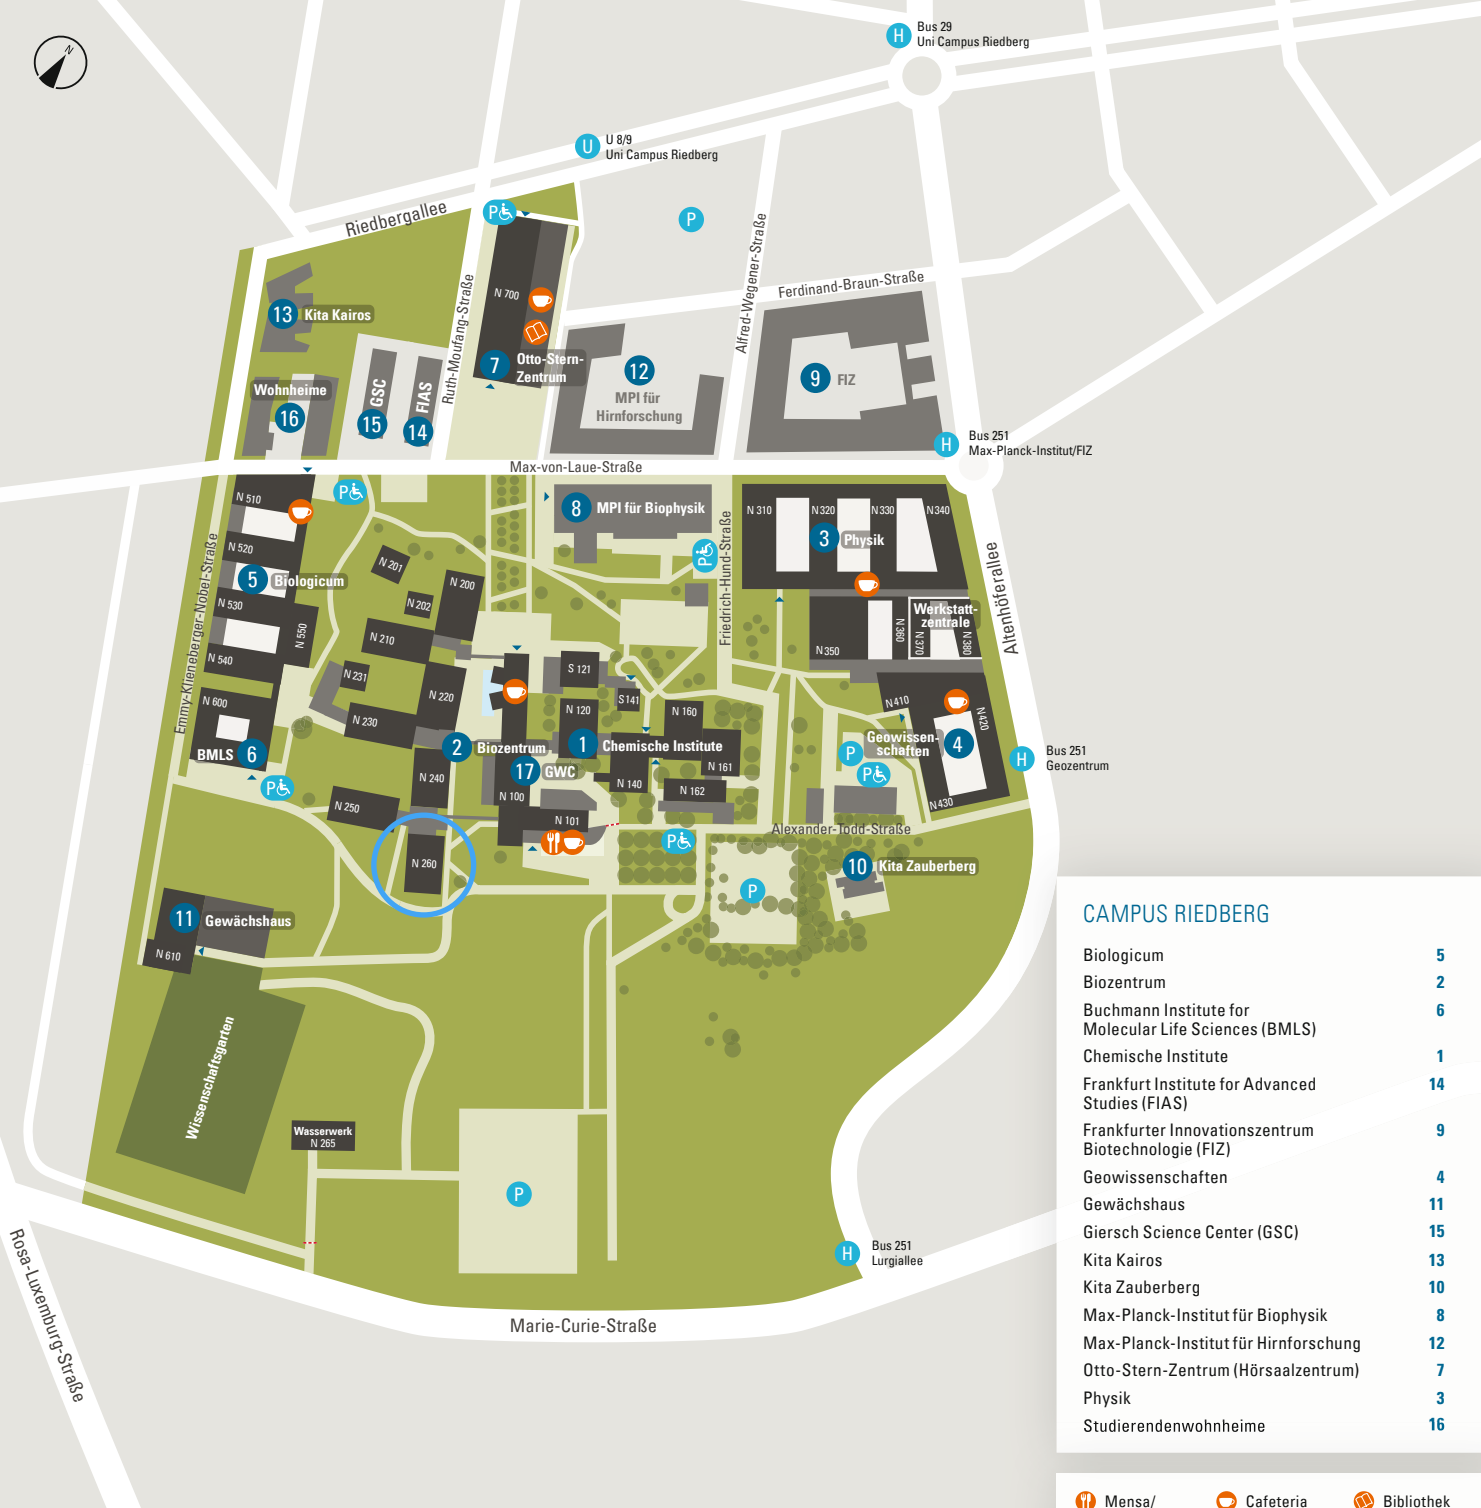 N
H
Bus 29
Uni Campus Riedberg
U
U 8/9
Uni Campus Riedberg
Riedbergallee
P
P
Ruth-Moufang-Straße
Alfred-Wegener-Straße
Ferdinand-Braun-Straße
13 Kita Kairos
N 700
7 Otto-Stern-
Zentrum
12
MPI für
Hirnforschung
9 FIZ
Wohnheime
16
GSC
15
FIAS
14
H
Bus 251
Max-Planck-Institut/FIZ
Max-von-Laue-Straße
N 510
P
N 520
5 Biologicum
N 530
N 540
N 550
Emmy-Klieneberger-Nobel-Straße
N 600
BMLS 6
P
N 201
N 202
N 200
N 210
N 231
N 220
N 230
2 Biozentrum
N 240
N 250
N 260
8 MPI für Biophysik
P
Friedrich-Hund-Straße
N 310
N 320
N 330
N 340
3 Physik
Werkstatt-
zentrale
N 350
N 360
N 370
N 380
Altenhöferallee
S 121
S141
N 120
N 160
1 Chemische Institute
17 GWC
N 161
N 140
N 162
N 100
N 101
P
N 410
N 420
Geowissen-
schaften
4
P
P
N 430
H
Bus 251
Geozentrum
Alexander-Todd-Straße
10 Kita Zauberberg
P
11 Gewächshaus
N 610
Wissenschaftsgarten
Wasserwerk
N 265
P
H
Bus 251
Lurgiallee
Marie-Curie-Straße
Rosa-Luxemburg-Straße
CAMPUS RIEDBERG
Biologicum 5
Biozentrum 2
Buchmann Institute for 6
Molecular Life Sciences (BMLS)
Chemische Institute 1
Frankfurt Institute for Advanced 14
Studies (FIAS)
Frankfurter Innovationszentrum 9
Biotechnologie (FIZ)
Geowissenschaften 4
Gewächshaus 11
Giersch Science Center (GSC) 15
Kita Kairos 13
Kita Zauberberg 10
Max-Planck-Institut für Biophysik 8
Max-Planck-Institut für Hirnforschung 12
Otto-Stern-Zentrum (Hörsaalzentrum) 7
Physik 3
Studierendenwohnheime 16
Mensa/ Cafeteria Bibliothek